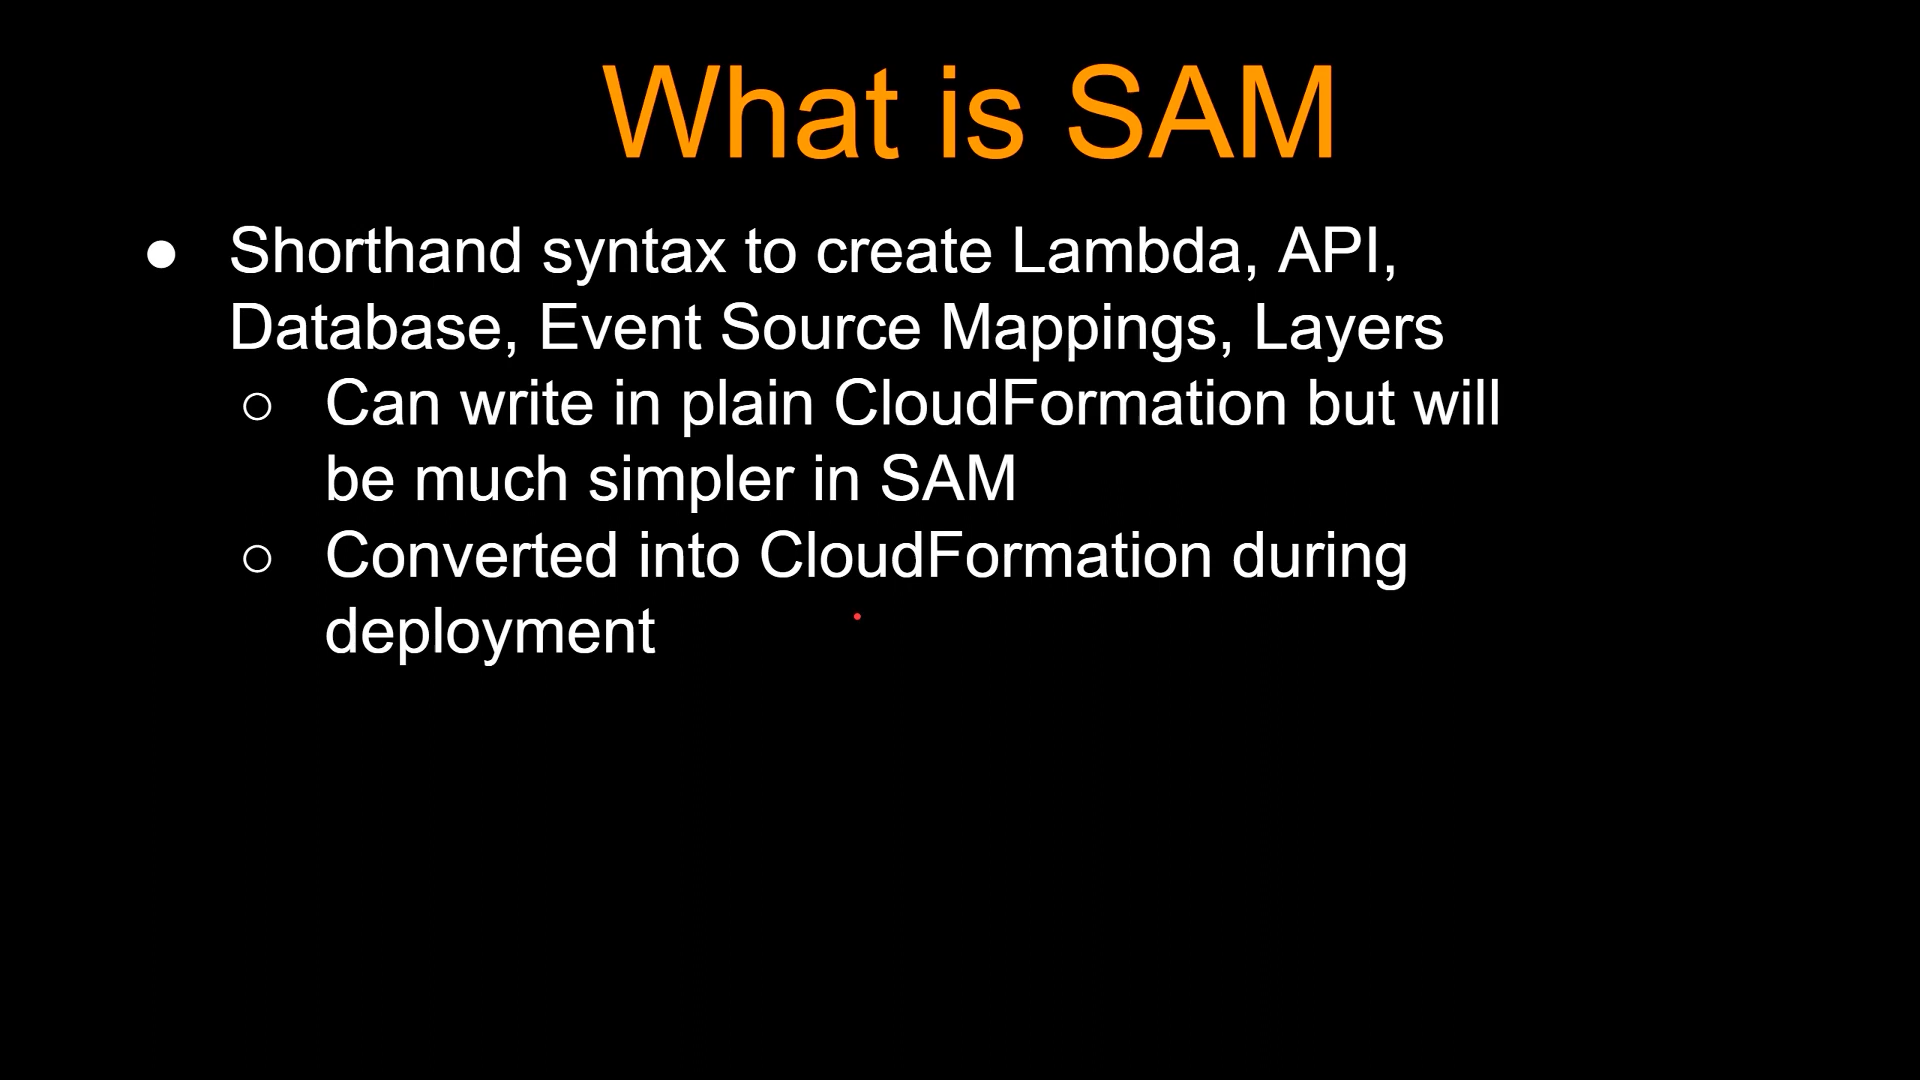 What is SAM
● Shorthand syntax to create Lambda, API,
Database, Event Source Mappings, Layers
○ Can write in plain CloudFormation but will
be much simpler in SAM
○ Converted into CloudFormation during
deployment